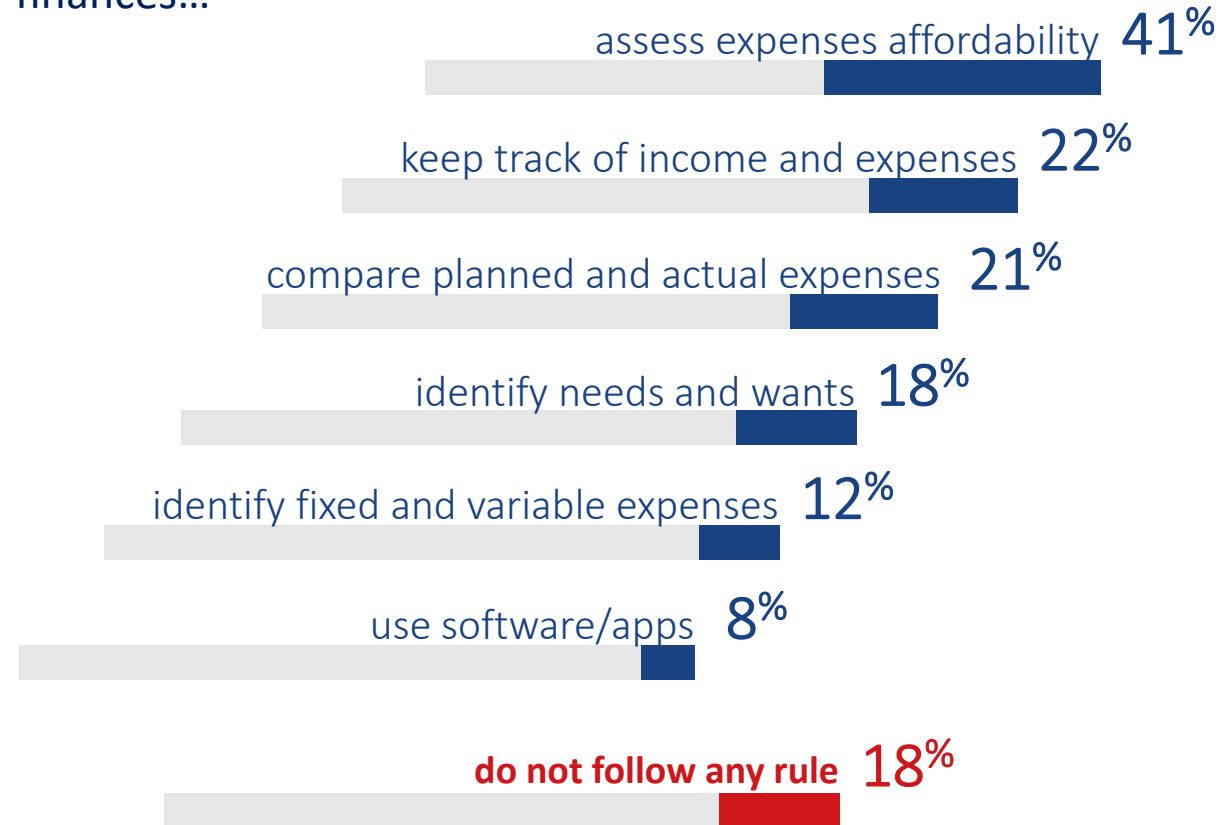 finances…
assess expenses affordability 41%
keep track of income and expenses 22%
compare planned and actual expenses 21%
identify needs and wants 18%
identify fixed and variable expenses 12%
use software/apps 8%
do not follow any rule 18%